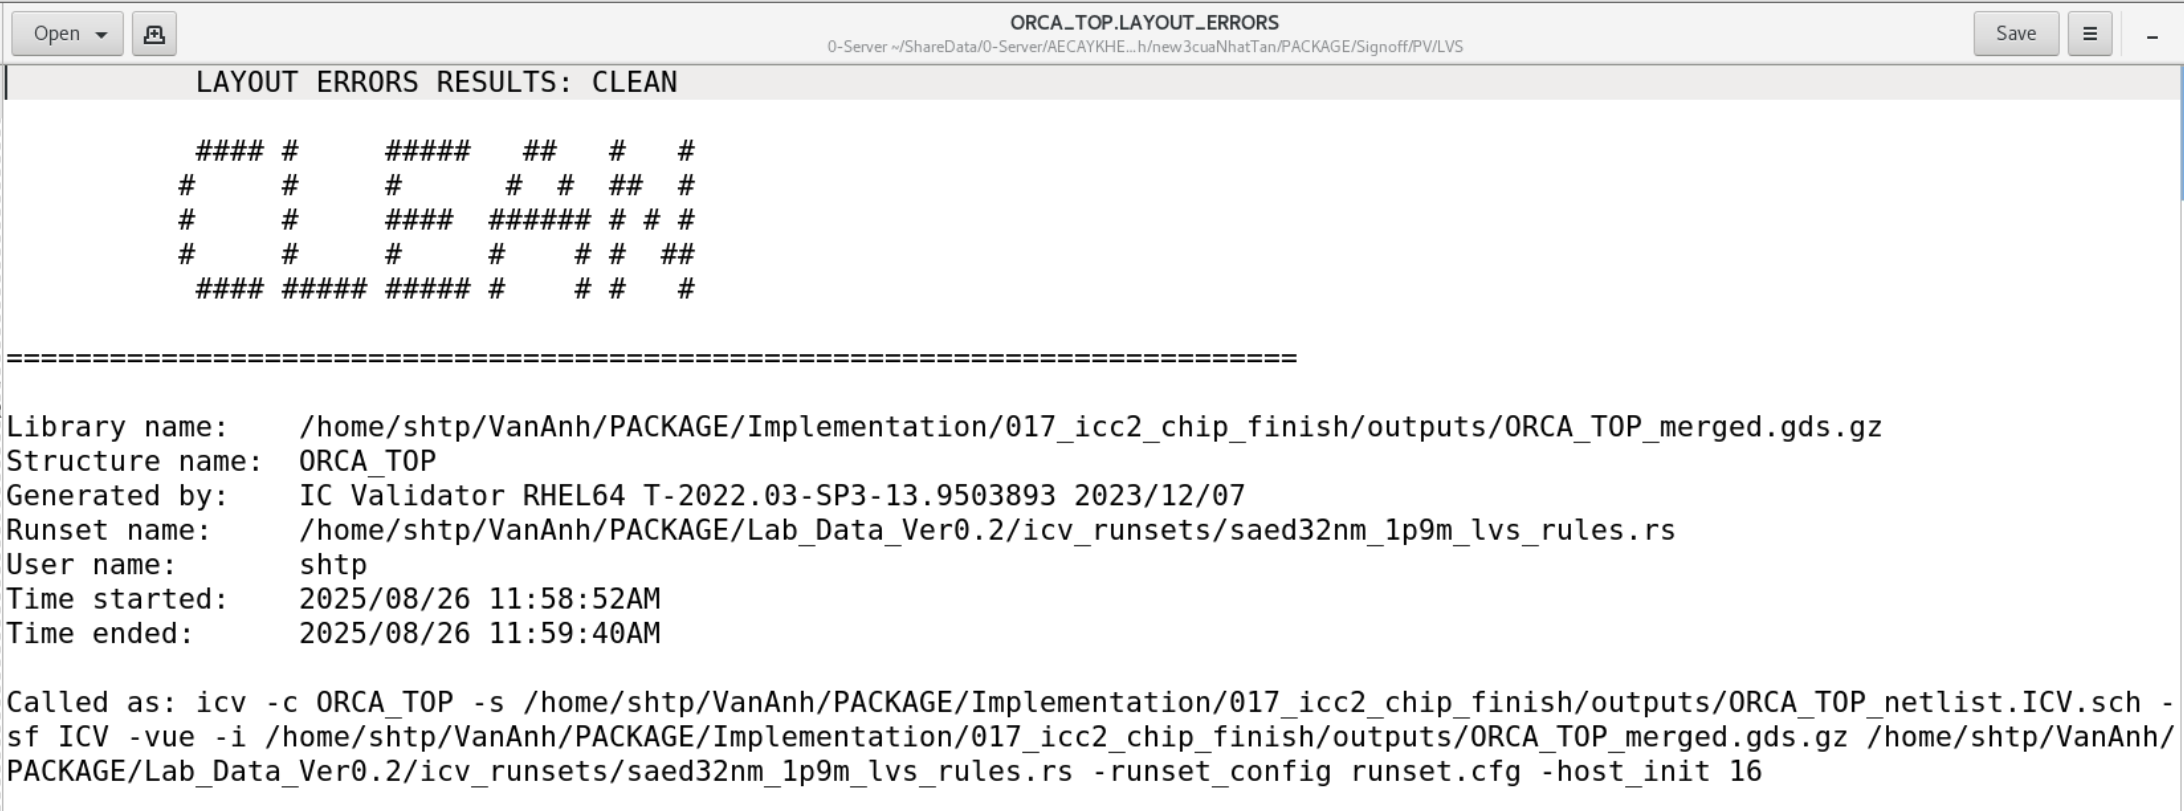 Open
ORCA_TOP.LAYOUT_ERRORS
0-Server ~/ShareData/0-Server/AECAYKHE...h/new3cuaNhatTan/PACKAGE/Signoff/PV/LVS
Save
           LAYOUT ERRORS RESULTS: CLEAN

           #### #     #####   ##   #   #
          #     #     #      #  #  ##  #
          #     #     ####  ###### # # #
          #     #     #     #    # #  ##
           #### ##### ##### #    # #   #

===========================================================================

Library name:    /home/shtp/VanAnh/PACKAGE/Implementation/017_icc2_chip_finish/outputs/ORCA_TOP_merged.gds.gz
Structure name:  ORCA_TOP
Generated by:    IC Validator RHEL64 T-2022.03-SP3-13.9503893 2023/12/07
Runset name:     /home/shtp/VanAnh/PACKAGE/Lab_Data_Ver0.2/icv_runsets/saed32nm_1p9m_lvs_rules.rs
User name:       shtp
Time started:    2025/08/26 11:58:52AM
Time ended:      2025/08/26 11:59:40AM

Called as: icv -c ORCA_TOP -s /home/shtp/VanAnh/PACKAGE/Implementation/017_icc2_chip_finish/outputs/ORCA_TOP_netlist.ICV.sch -
sf ICV -vue -i /home/shtp/VanAnh/PACKAGE/Implementation/017_icc2_chip_finish/outputs/ORCA_TOP_merged.gds.gz /home/shtp/VanAnh/
PACKAGE/Lab_Data_Ver0.2/icv_runsets/saed32nm_1p9m_lvs_rules.rs -runset_config runset.cfg -host_init 16